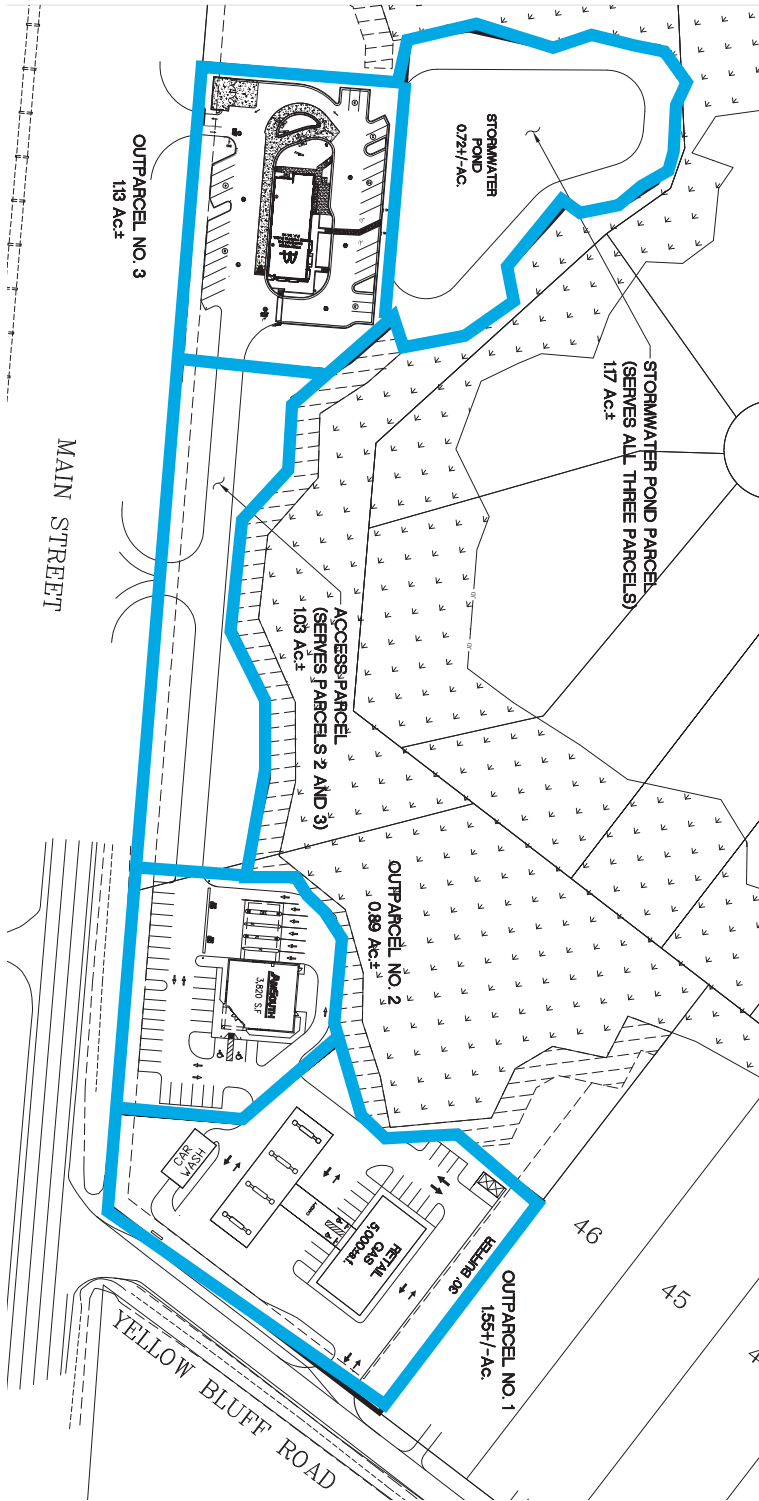 STORMWATER
POND
0.72+/-AC.
OUTPARCEL NO. 3
1.13 Ac.±
STORMWATER POND PARCEL
(SERVES ALL THREE PARCELS)
1.17 Ac.±
MAIN STREET
ACCESS PARCEL
(SERVES PARCELS 2 AND 3)
1.03 Ac.±
OUTPARCEL NO. 2
0.89 Ac.±
AmSouth
3,820 S.F
CAR
WASH
RETAIL
GAS
5,000±s.f.
30' BUFFER
OUTPARCEL NO. 1
1.55+/-Ac.
46
45
4
YELLOW BLUFF ROAD